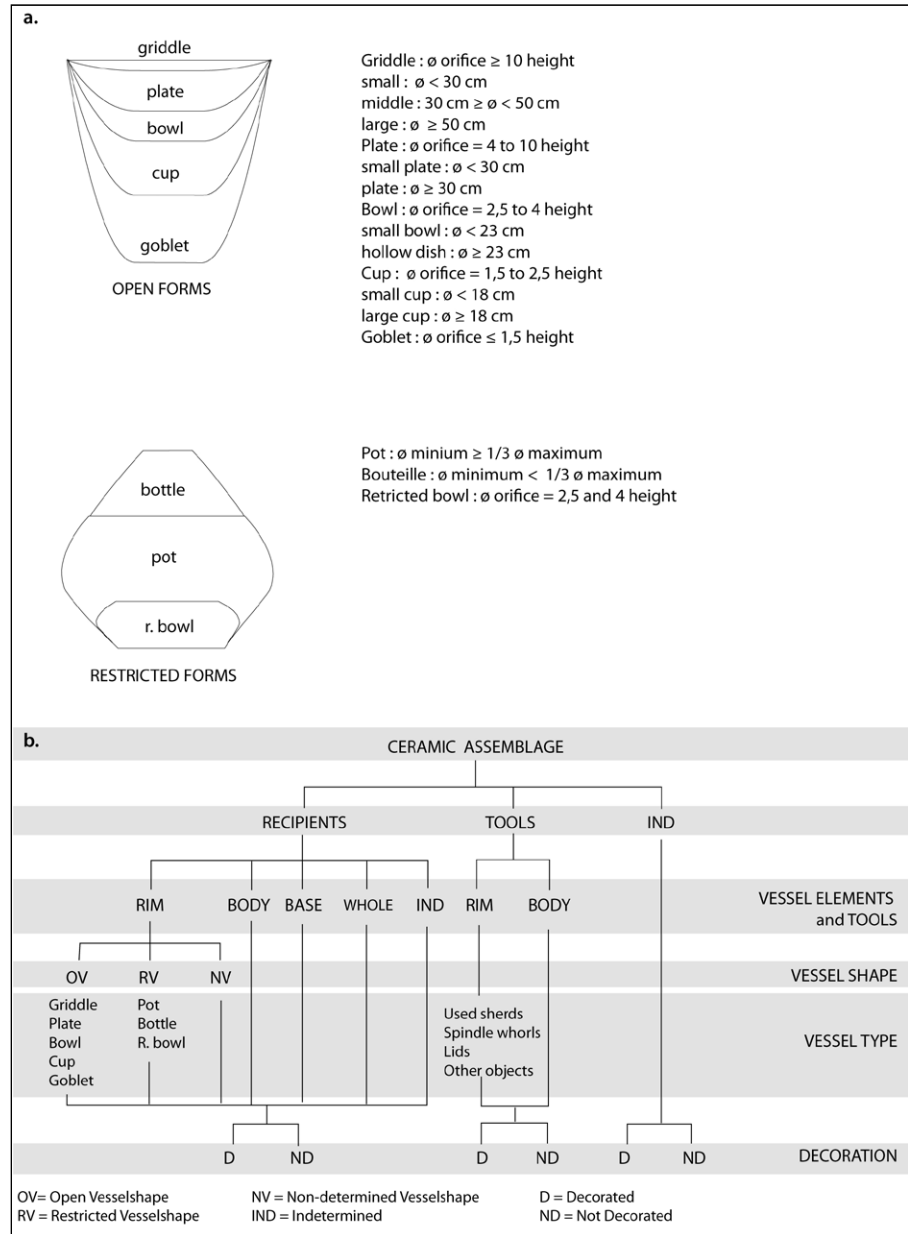 a.
griddle
plate
bowl
cup
goblet
OPEN FORMS
Griddle : ø orifice ≥ 10 height
small : ø < 30 cm
middle : 30 cm ≥ ø < 50 cm
large : ø ≥ 50 cm
Plate : ø orifice = 4 to 10 height
small plate : ø < 30 cm
plate : ø ≥ 30 cm
Bowl : ø orifice = 2,5 to 4 height
small bowl : ø < 23 cm
hollow dish : ø ≥ 23 cm
Cup : ø orifice = 1,5 to 2,5 height
small cup : ø < 18 cm
large cup : ø ≥ 18 cm
Goblet : ø orifice ≤ 1,5 height
bottle
pot
r. bowl
RESTRICTED FORMS
Pot : ø minium ≥ 1/3 ø maximum
Bouteille : ø minimum < 1/3 ø maximum
Retricted bowl : ø orifice = 2,5 and 4 height
b.
CERAMIC ASSEMBLAGE
RECIPIENTS TOOLS IND
RIM BODY BASE WHOLE IND RIM BODY
VESSEL ELEMENTS
and TOOLS
OV RV NV VESSEL SHAPE
Griddle
Plate
Bowl
Cup
Goblet
Pot
Bottle
R. bowl
Used sherds
Spindle whorls
Lids
Other objects
VESSEL TYPE
D ND D ND D ND DECORATION
OV= Open Vesselshape NV = Non-determined Vesselshape D = Decorated
RV = Restricted Vesselshape IND = Indetermined ND = Not Decorated